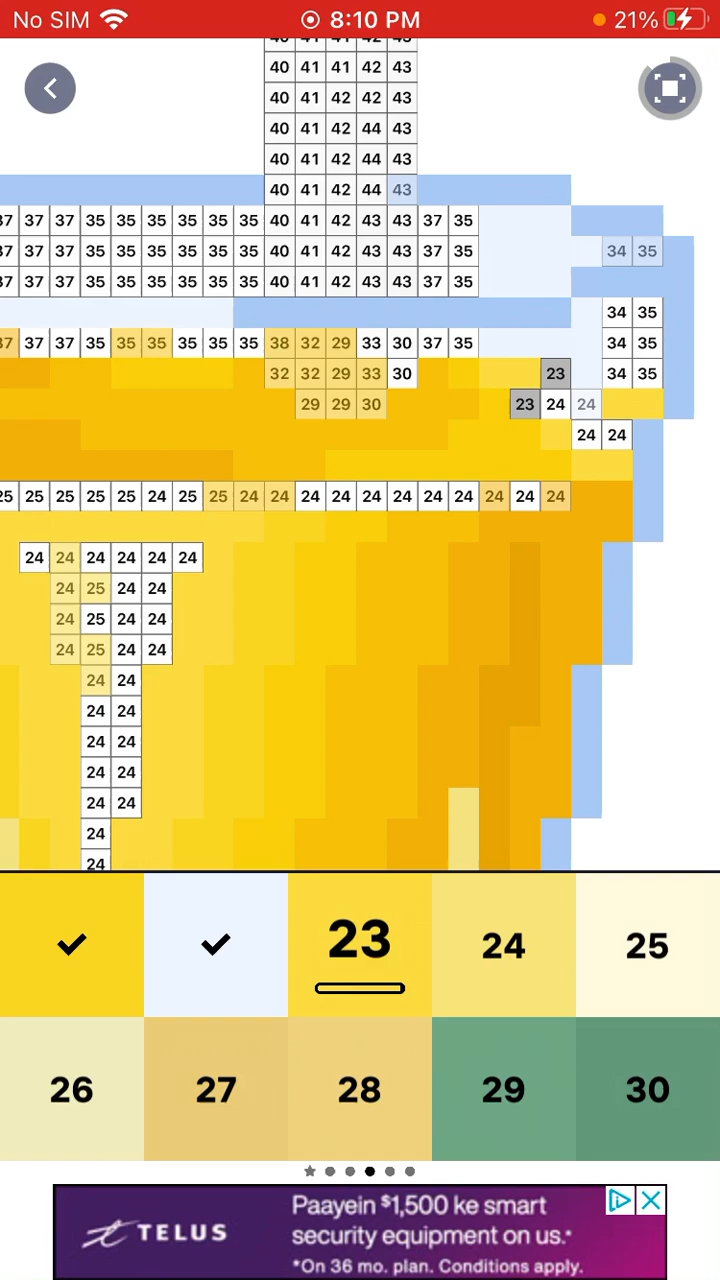 No SIM 8:10 PM 21%
40 41 41 42 43
40 41 41 42 43
40 41 42 42 43
40 41 42 44 43
40 41 42 44 43
40 41 42 44 43
37 37 37 35 35 35 35 35 35 40 41 42 43 43 37 35
37 37 37 35 35 35 35 35 35 40 41 42 43 43 37 35 34 35
37 37 37 35 35 35 35 35 35 40 41 42 43 43 37 35
34 35
37 37 37 35 35 35 35 35 35 38 32 29 33 30 37 35 34 35
32 32 29 33 30 23 34 35
29 29 30 23 24 24
24 24
25 25 25 25 25 24 25 25 24 24 24 24 24 24 24 24 24 24 24
24 24 24 24 24 24
24 25 24 24
24 25 24 24
24 25 24 24
24 24
24 24
24 24
24 24
24 24
24
24
23 24 25
26 27 28 29 30
TELUS
Paayein $1,500 ke smart
security equipment on us.*
*On 36 mo. plan. Conditions apply.